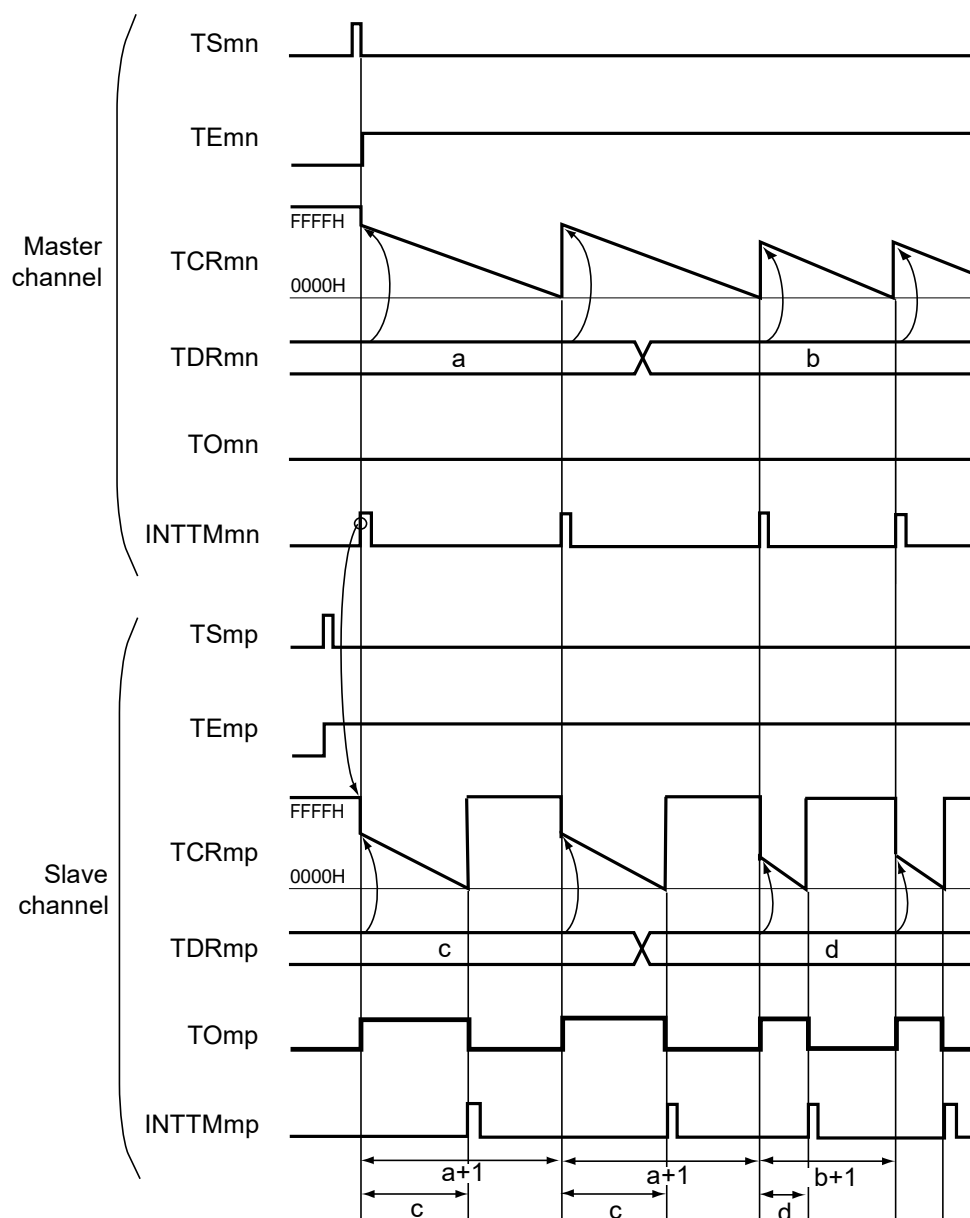 TSmn
TEmn
FFFFH
Master
channel
TCRmn
0000H
TDRmn
a
b
TOmn
INTTMmn
TSmp
TEmp
FFFFH
TCRmp
0000H
Slave
channel
TDRmp
c
d
TOmp
INTTMmp
a+1
a+1
b+1
c
c
d